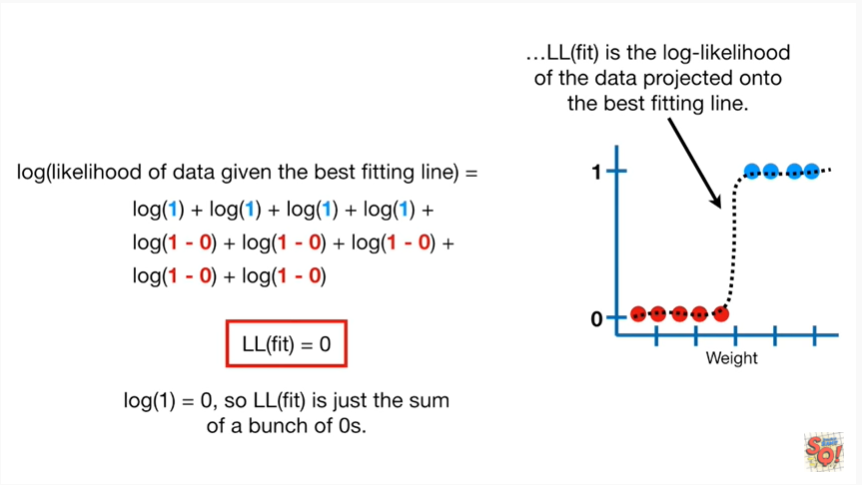 ...LL(fit) is the log-likelihood
of the data projected onto
the best fitting line.
log(likelihood of data given the best fitting line) =
log(1) + log(1) + log(1) + log(1) +
log(1 - 0) + log(1 - 0) + log(1 - 0) +
log(1 - 0) + log(1 - 0)
LL(fit) = 0
log(1) = 0, so LL(fit) is just the sum
of a bunch of 0s.
1
0
Weight
SQ!